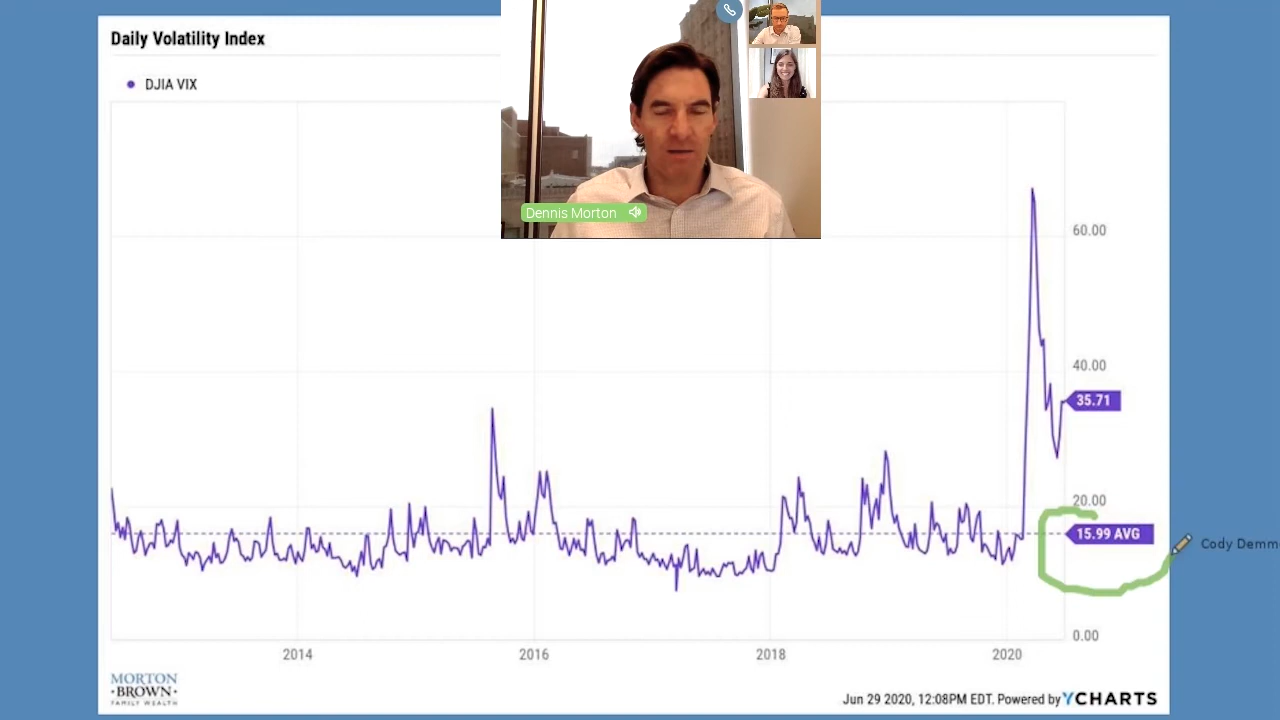 Daily Volatility Index
DJIA VIX
Dennis Morton
60.00
40.00
35.71
20.00
15.99 AVG
Cody Demm
0.00
2014
2016
2018
2020
MORTON
·BROWN·
FAMILY WEALTH
Jun 29 2020, 12:08PM EDT. Powered by YCHARTS